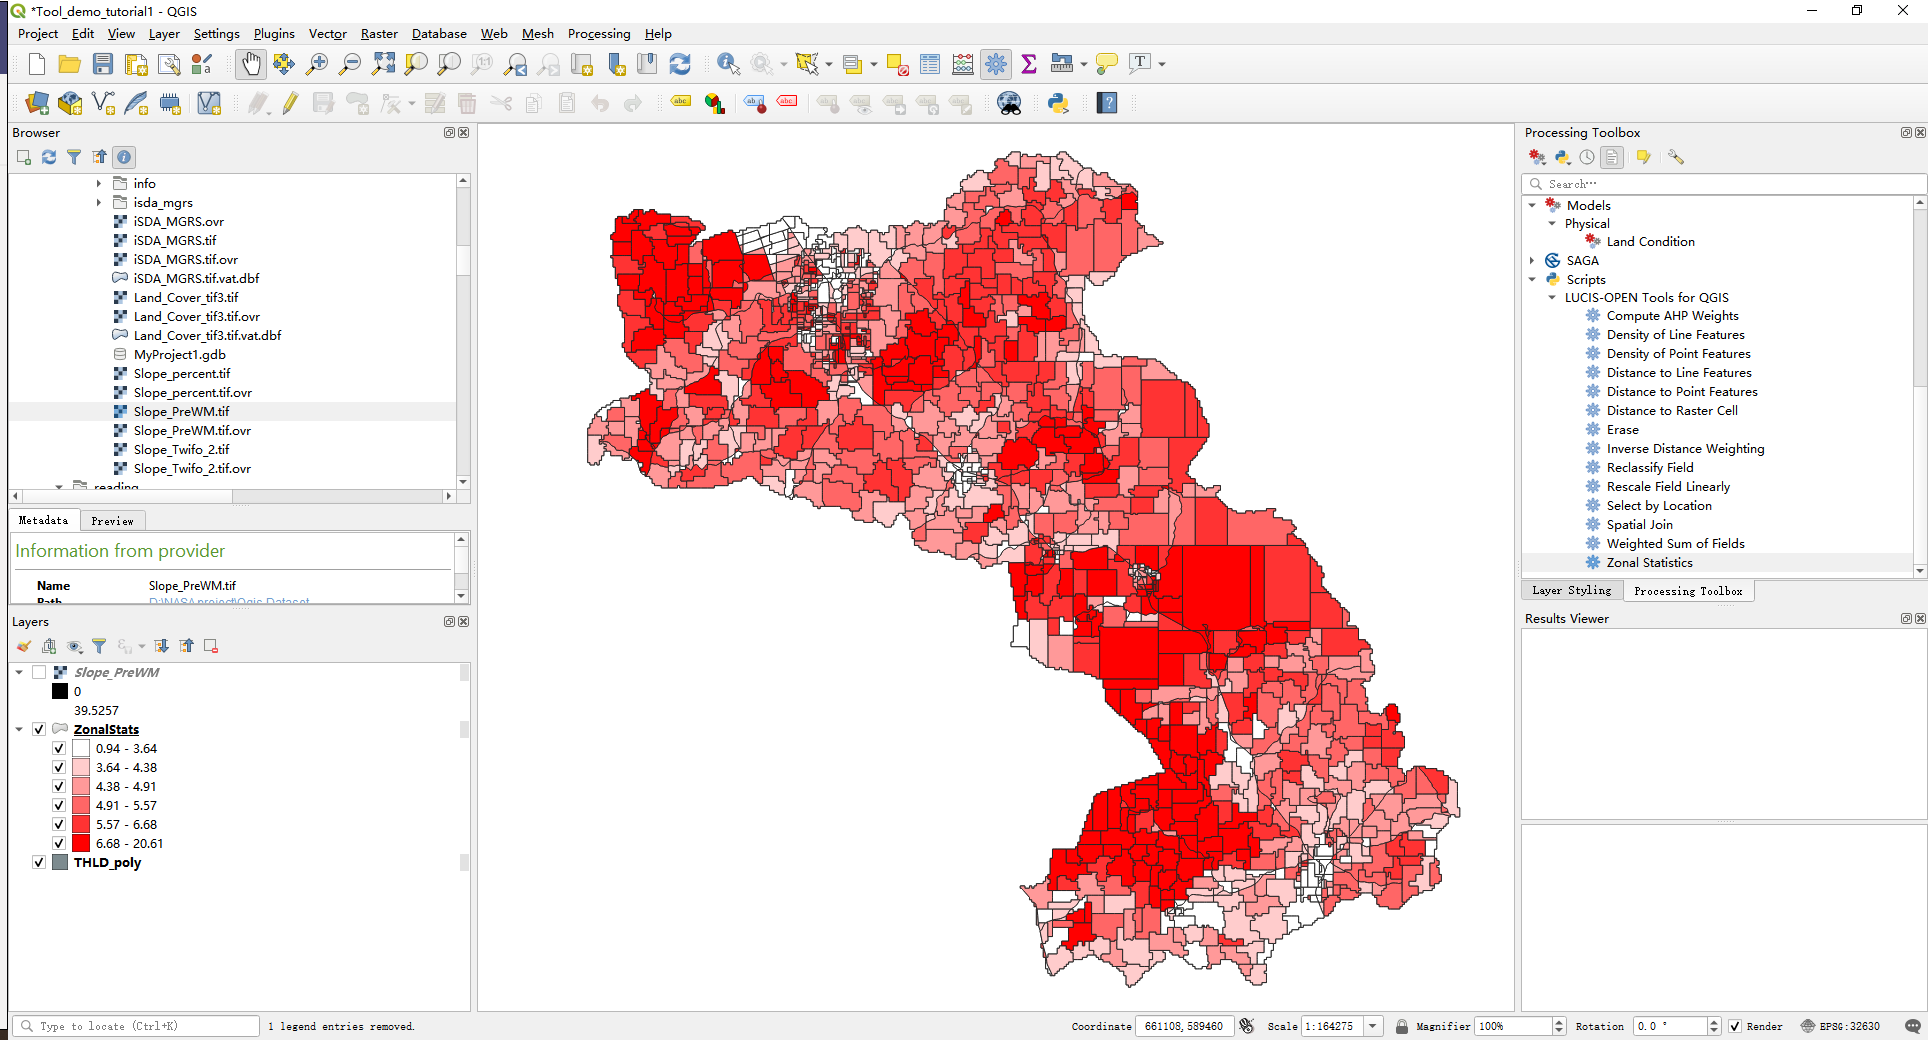 *Tool_demo_tutorial1 - QGIS
Project Edit View Layer Settings Plugins Vector Raster Database Web Mesh Processing Help
Browser
info
isda_mgrs
iSDA_MGRS.ovr
iSDA_MGRS.tif
iSDA_MGRS.tif.ovr
iSDA_MGRS.tif.vat.dbf
Land_Cover_tif3.tif
Land_Cover_tif3.tif.ovr
Land_Cover_tif3.tif.vat.dbf
MyProject1.gdb
Slope_percent.tif
Slope_percent.tif.ovr
Slope_PreWM.tif
Slope_PreWM.tif.ovr
Slope_Twifo_2.tif
Slope_Twifo_2.tif.ovr
reading
Metadata Preview
Information from provider
Name Slope_PreWM.tif
Path D:\NASA project\Qgis Dataset
Layers
Slope_PreWM
0
39.5257
ZonalStats
0.94 - 3.64
3.64 - 4.38
4.38 - 4.91
4.91 - 5.57
5.57 - 6.68
6.68 - 20.61
THLD_poly
Processing Toolbox
Search…
Models
Physical
Land Condition
SAGA
Scripts
LUCIS-OPEN Tools for QGIS
Compute AHP Weights
Density of Line Features
Density of Point Features
Distance to Line Features
Distance to Point Features
Distance to Raster Cell
Erase
Inverse Distance Weighting
Reclassify Field
Rescale Field Linearly
Select by Location
Spatial Join
Weighted Sum of Fields
Zonal Statistics
Layer Styling Processing Toolbox
Results Viewer
Type to locate (Ctrl+K) 1 legend entries removed. Coordinate 661108,589460 Scale 1:164275 Magnifier 100% Rotation 0.0 ° Render EPSG:32630